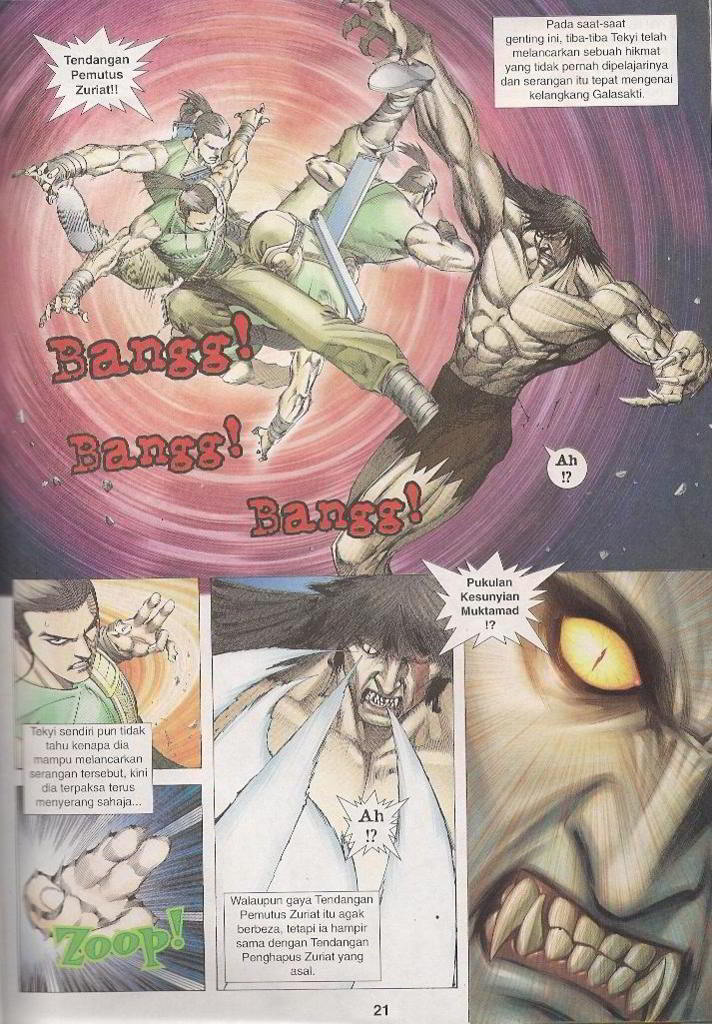 Tendangan
Pemutus
Zuriat!!
Pada saat-saat
genting ini, tiba-tiba Tekyi telah
melancarkan sebuah hikmat
yang tidak pernah dipelajarinya
dan serangan itu tepat mengenai
kelangkang Galasakti.
Bangg!
Bangg!
Bangg!
Ah
!?
Tekyi sendiri pun tidak
tahu kenapa dia
mampu melancarkan
serangan tersebut, kini
dia terpaksa terus
menyerang sahaja...
Zoop!
Ah
!?
Walaupun gaya Tendangan
Pemutus Zuriat itu agak
berbeza, tetapi ia hampir
sama dengan Tendangan
Penghapus Zuriat yang
asal.
Pukulan
Kesunyian
Muktamad
!?
21